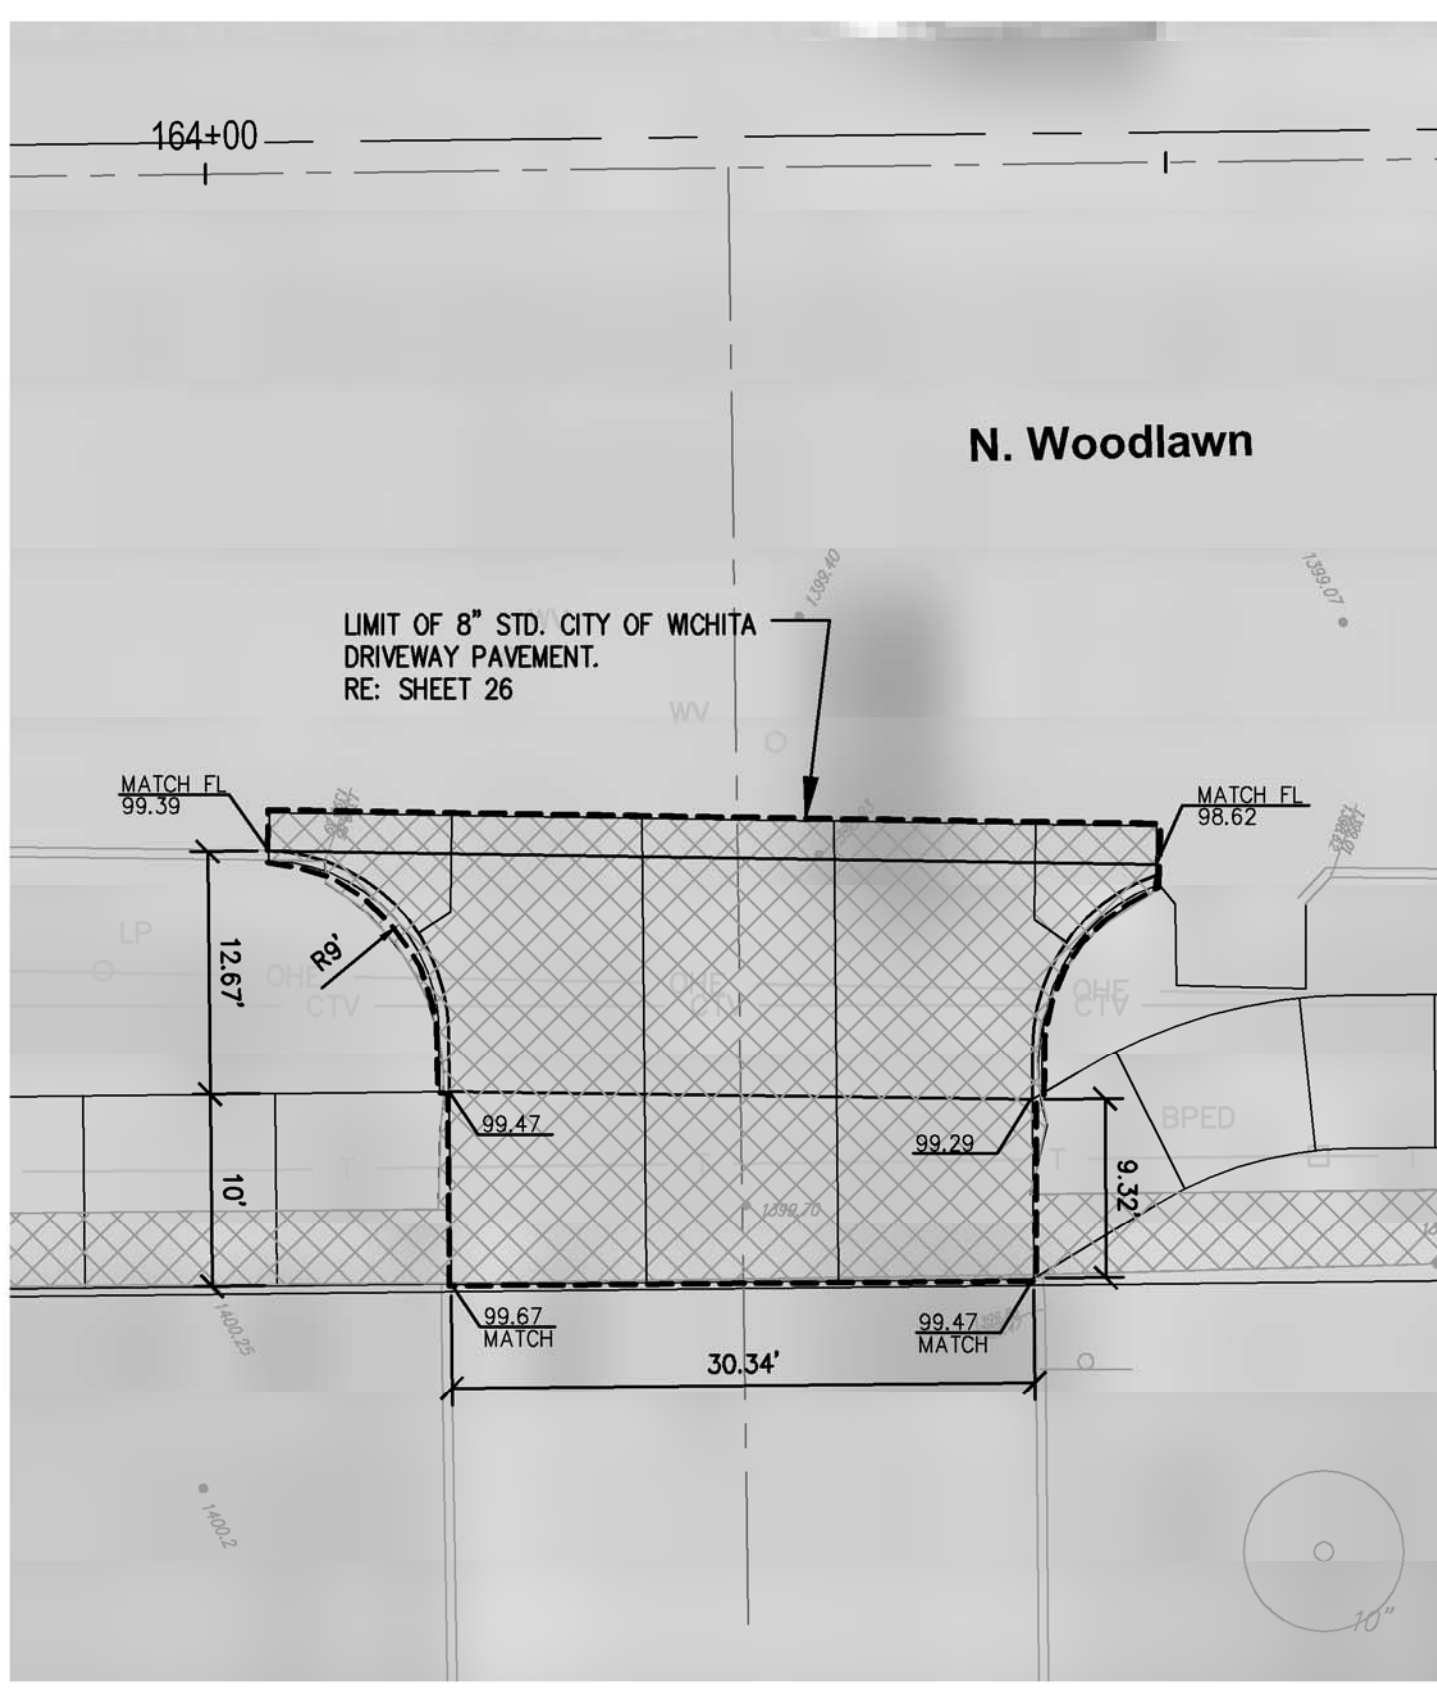 164+00
N. Woodlawn
1399.40
1399.07
LIMIT OF 8" STD. CITY OF WICHITA
DRIVEWAY PAVEMENT.
RE: SHEET 26
WV
WV
MATCH FL
99.39
MATCH FL
98.62
LP
R9'
12.67'
OHE
CTV
OHE
CTV
OHE
CTV
99.47
99.29
BPED
T
T
T
T
10'
9.32'
1399.70
99.67
MATCH
99.47
MATCH
1400.25
30.34'
1400.2
10"